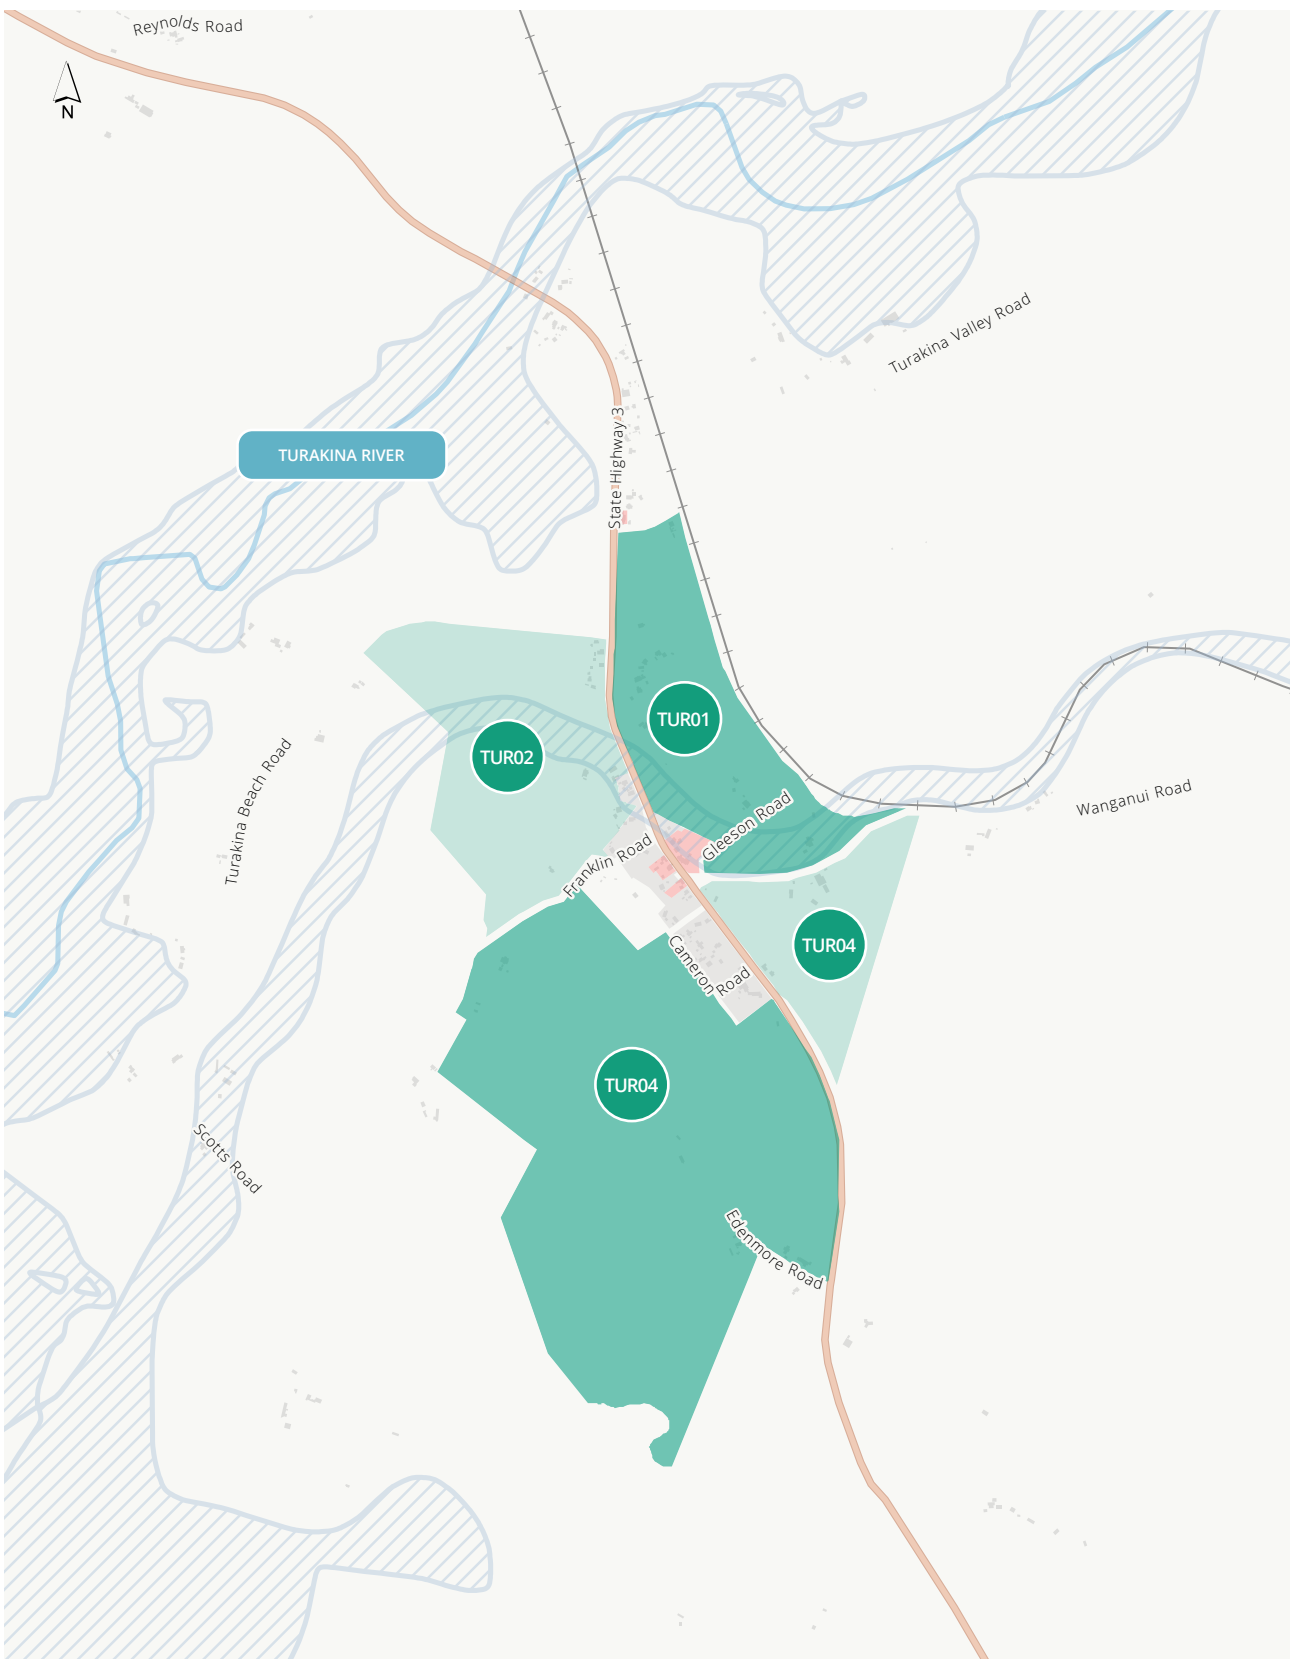 Reynolds Road
N
Turakina Valley Road
State Highway 3
TURAKINA RIVER
TUR01
TUR02
Turakina Beach Road
Wanganui Road
Gleeson Road
Franklin Road
TUR04
Cameron Road
TUR04
Scotts Road
Edenmore Road